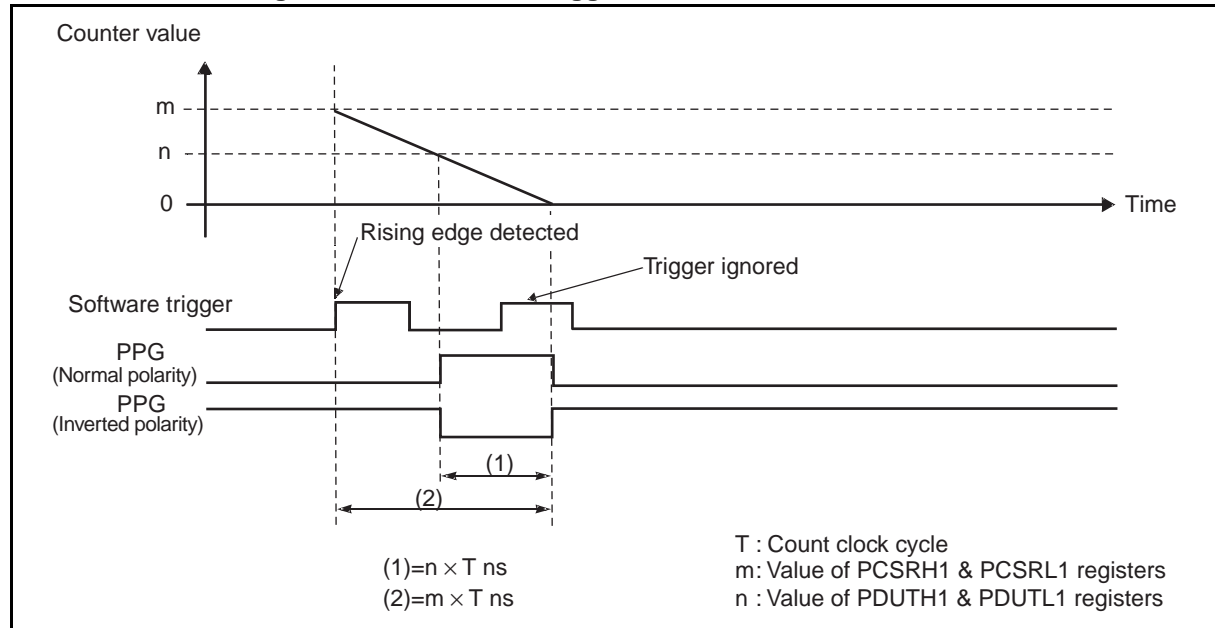 Counter value
m
n
0
Time
Rising edge detected
Trigger ignored
Software trigger
PPG
(Normal polarity)
PPG
(Inverted polarity)
(1)
(2)
(1)=n × T ns
(2)=m × T ns
T : Count clock cycle
m: Value of PCSRH1 & PCSRL1 registers
n : Value of PDUTH1 & PDUTL1 registers